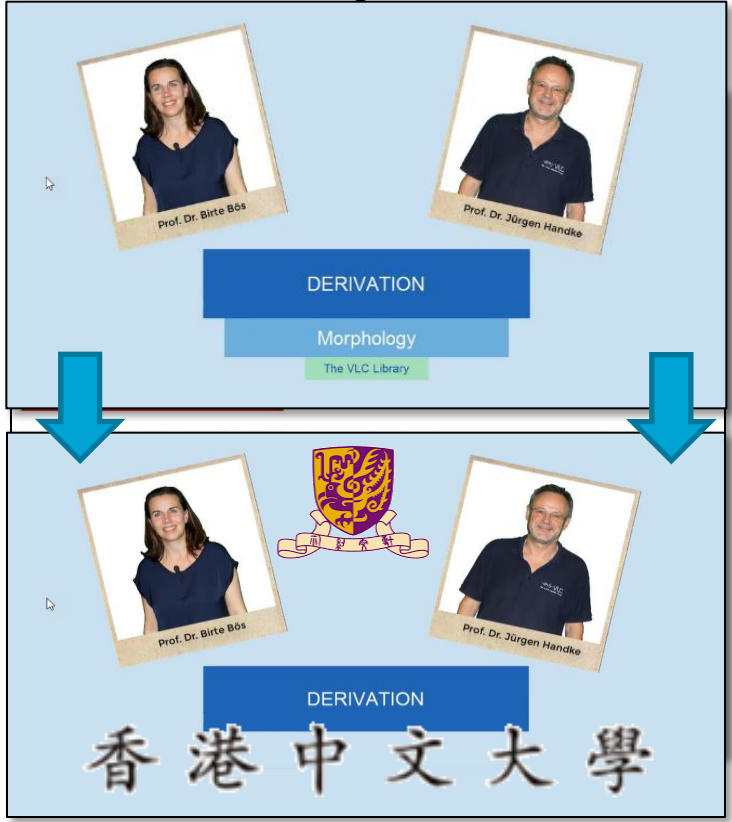 Prof. Dr. Birte Bös
Prof. Dr. Jürgen Handke
DERIVATION
Morphology
The VLC Library
Prof. Dr. Birte Bös
Prof. Dr. Jürgen Handke
DERIVATION
香港中文大學